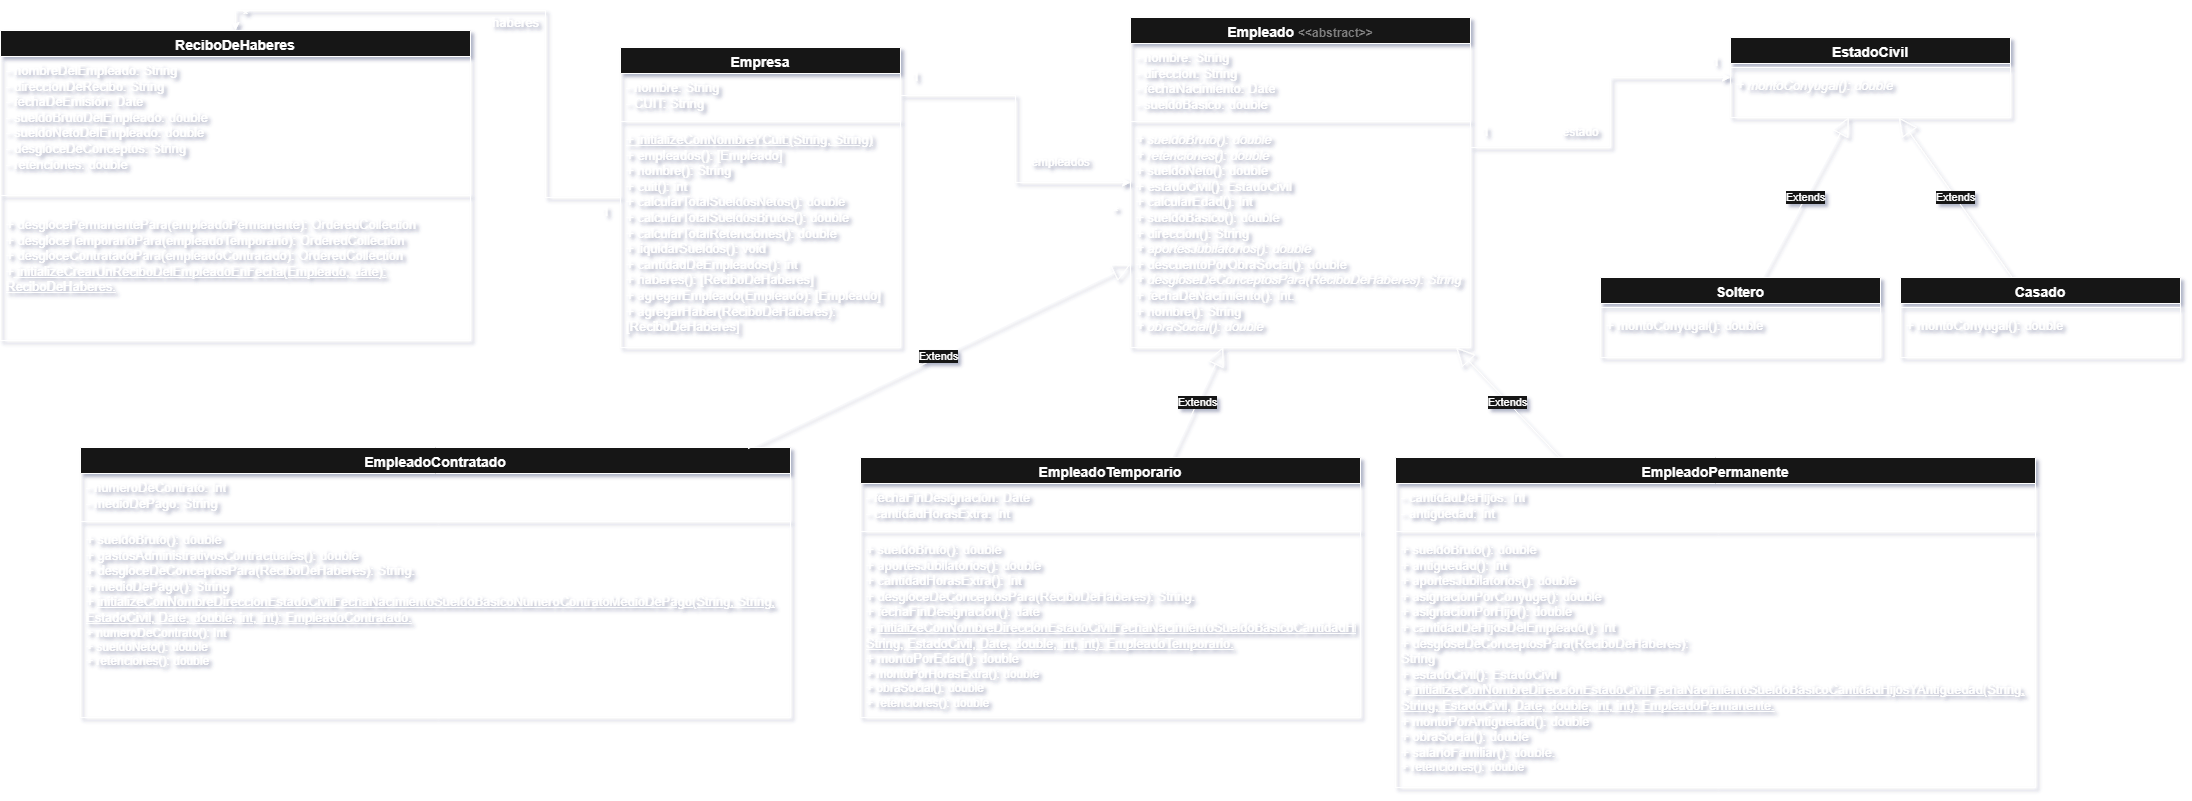 haberes
ReciboDeHaberes
- nombreDelEmpleado: String
- direccionDeRecibo: String
- fechaDeEmision: Date
- sueldoBrutoDelEmpleado: double
- sueldoNetoDelEmpleado: double
- desgloceDeConceptos: String
- retenciones: double
+ desglocePermanentePara(empleadoPermanente): OrderedCollection
+ desgloceTemporarioPara(empleadoTemporario): OrderedCollection
+ desgloceContratadoPara(empleadoContratado): OrderedCollection
+ initializeCrearUnReciboDelEmpleadoEnFecha(Empleado, date):
ReciboDeHaberes.
Empresa
- nombre: String
- CUIT: String
+ initializeComNombreYCuit:(String, String)
+ empleados(): [Empleado]
+ nombre(): String
+ cuit(): int
+ calcularTotalSueldosNetos(): double
+ calcularTotalSueldosBrutos(): double
+ calcularTotalRetenciones(): double
+ liquidarSueldos(): void
+ cantidadDeEmpleados(): int
+ haberes(): [ReciboDeHaberes]
+ agregarEmpleado(Empleado): [Empleado]
+ agregarHaber(ReciboDeHaberes):
[ReciboDeHaberes]
1
1
empleados
*
Empleado <<abstract>>
- nombre: String
- direccion: String
- fechaNacimiento: Date
- sueldoBasico: double
+ sueldoBruto(): double
+ retenciones(): double
+ sueldoNeto(): double
+ estadoCivil(): EstadoCivil
+ calcularEdad(): int
+ sueldoBasico(): double
+ direccion(): String
+ aportesJubilatorios(): double
+ descuentoPorObraSocial(): double
+ desgloseDeConceptosPara(ReciboDeHaberes): String
+ fechaDeNacimiento(): int.
+ nombre(): String
+ obraSocial(): double
1
estado
1
EstadoCivil
+ montoConyugal(): double
Extends
Extends
Soltero
+ montoConyugal(): double
Casado
+ montoConyugal(): double
Extends
Extends
Extends
EmpleadoContratado
- numeroDeContrato: int
- medioDePago: String
+ sueldoBruto(): double
+ gastosAdministrativosContractuales(): double
+ desgloceDeConceptosPara(ReciboDeHaberes): String.
+ medioDePago(): String
+ initializeComNombreDireccionEstadoCivilFechaNacimientoSueldoBasicoNumeroContratoMedioDePago(String, String,
EstadoCivil, Date, double, int, int): EmpleadoContratado.
+ numeroDeContrato(): int
+ sueldoNeto(): double
+ retenciones(): double
EmpleadoTemporario
- fechaFinDesignacion: Date
- cantidadHorasExtra: int
+ sueldoBruto(): double
+ aportesJubilatorios(): double
+ cantidadHorasExtra(): int
+ desgloceDeConceptosPara(ReciboDeHaberes): String.
+ fechaFinDesignacion(): date
+ initializeComNombreDireccionEstadoCivilFechaNacimientoSueldoBasicoCantidadH
String, EstadoCivil, Date, double, int, int): EmpleadoTemporario.
+ montoPorEdad(): double
+ montoPorHorasExtra(): double
+ obraSocial(): double
+ retenciones(): double
EmpleadoPermanente
- cantidadDeHijos: int
- antiguedad: int
+ sueldoBruto(): double
+ antiguedad(): int
+ aportesJubilatorios(): double
+ asignacionPorConyuge(): double
+ asignacionPorHijo(): double
+ cantidadDeHijosDelEmpleado(): int
+ desgloseDeConceptosPara(ReciboDeHaberes):
String
+ estadoCivil(): EstadoCivil
+ initializeComNombreDireccionEstadoCivilFechaNacimientoSueldoBasicoCantidadHijosYAntiguedad(String,
String, EstadoCivil, Date, double, int, int): EmpleadoPermanente.
+ montoPorAntiguedad(): double
+ obraSocial(): double
+ salarioFamiliar(): double.
+ retenciones(): double